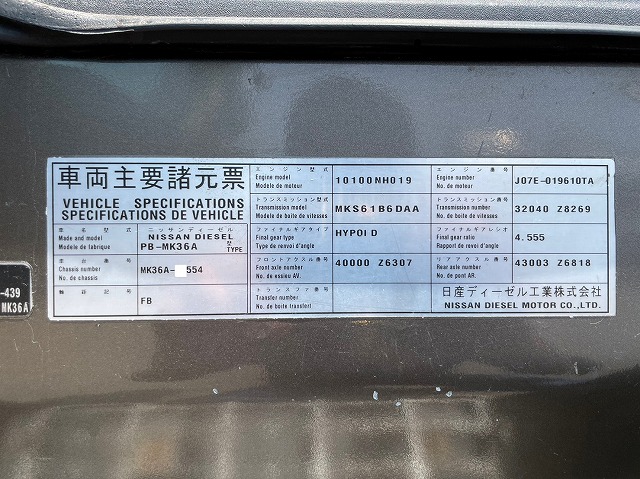 車両主要諸元票
VEHICLE SPECIFICATIONS
SPECIFICATIONS DE VEHICLE
Made and model
Modele de fabrique
ニッサンディーゼル
NISSAN DIESEL
PB-MK36A 型 TYPE
車台番号
Chassis number
No. de chassis
MK36A- 554
軸符記号
FB
エンジン型式
Engine model
Modele de moteur
10100NH019
トランスミッション型式
Transmission model
Modele de boite de vitesses
MKS61B6DAA
ファイナルギアタイプ
Final gear type
Type de renvoi d'angle
HYPOI D
フロントアクスル番号
Front axle number
No. de essieu AV.
40000 Z6307
トランスファ番号
Transfer number
No. de boite transfert
エンジン番号
Engine number
No. de moteur
J07E-019610TA
トランスミッション番号
Transmission number
No. de boite de vitesses
32040 Z8269
ファイナルギアレシオ
Final gear ratio
Rapport de renvoi d'angle
4.555
リアアクスル番号
Rear axle number
No. de pont AR.
43003 Z6818
日産ディーゼル工業株式会社
NISSAN DIESEL MOTOR CO.,LTD.
-439
MK36A